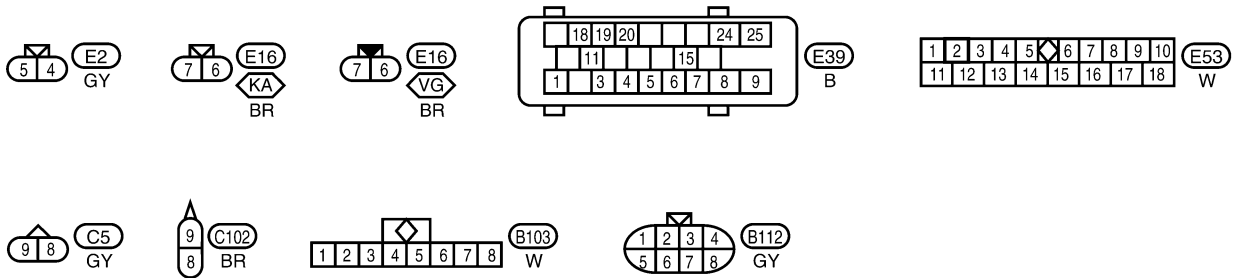 5 4 E2
GY
7 6 E16
KA
BR
7 6 E16
VG
BR
18 19 20 24 25
11 15
1 3 4 5 6 7 8 9
E39
B
1 2 3 4 5 6 7 8 9 10
11 12 13 14 15 16 17 18
E53
W
9 8 C5
GY
9
8
C102
BR
1 2 3 4 5 6 7 8
B103
W
1 2 3 4
5 6 7 8
B112
GY